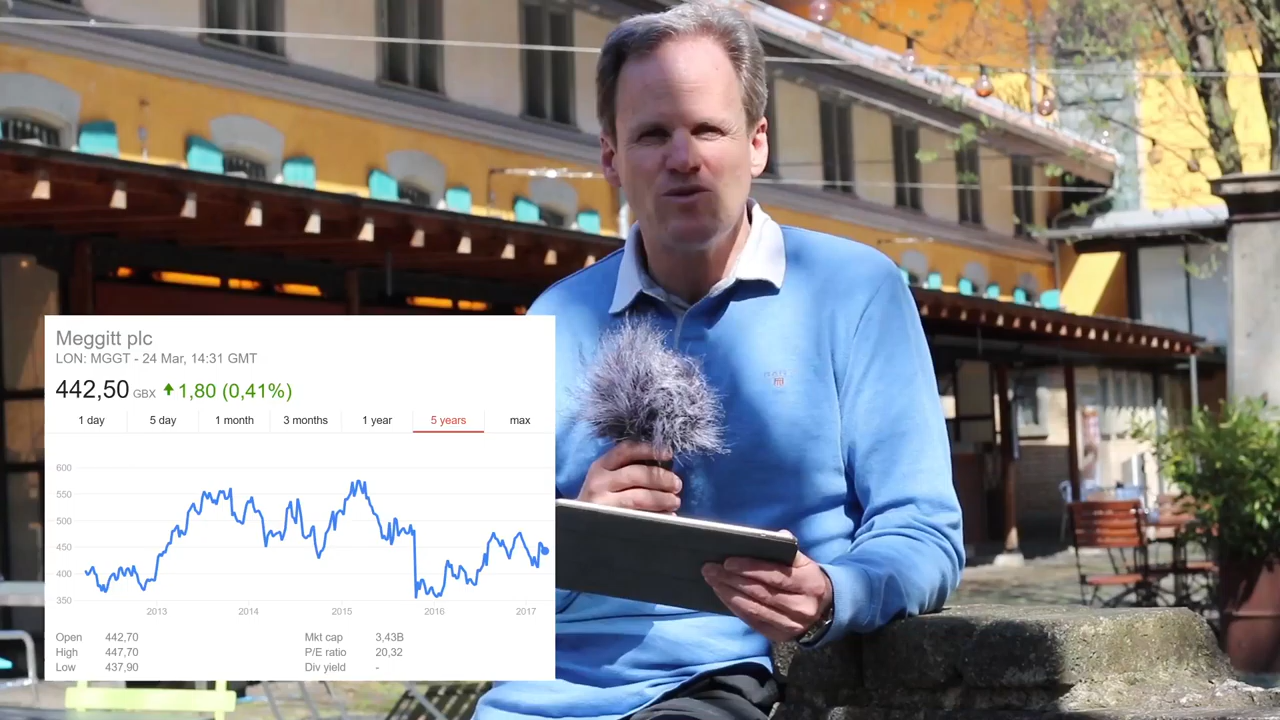 Meggitt plc
LON: MGGT - 24 Mar, 14:31 GMT
442,50 GBX 1,80 (0,41%)
1 day 5 day 1 month 3 months 1 year 5 years max
600
550
500
450
400
350
2013 2014 2015 2016 2017
Open 442,70 Mkt cap 3,43B
High 447,70 P/E ratio 20,32
Low 437,90 Div yield -